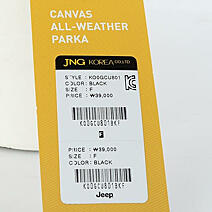 CANVAS
ALL-WEATHER
PARKA
JNG KOREA CO.,LTD
STYLE : KO0GCU801
COLOR : BLACK
SIZE : F
PRICE : ₩39,000
KO0GCU801BKF
F
PRICE : ₩39,000
SIZE : F
COLOR : BLACK
KO0GCU801BKF
Jeep